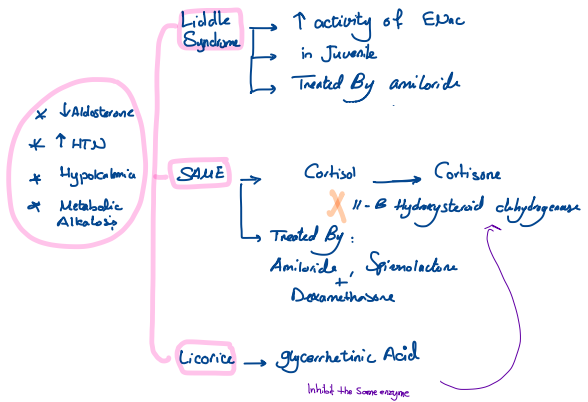 Liddle
Syndrome
↑ activity of ENac
in Juvenile
Treated By amiloride
* ↓Aldosterone
* ↑ HTN
* Hypokalemia
* Metabolic
Alkalosis
SAME
Cortisol → Cortisone
X 11-B Hydroxysteroid dehydrogenase
Treated By:
Amiloride, Spironolactone
+
Dexamethasone
Licorice → glycerrhetinic Acid
Inhibit the Same enzyme